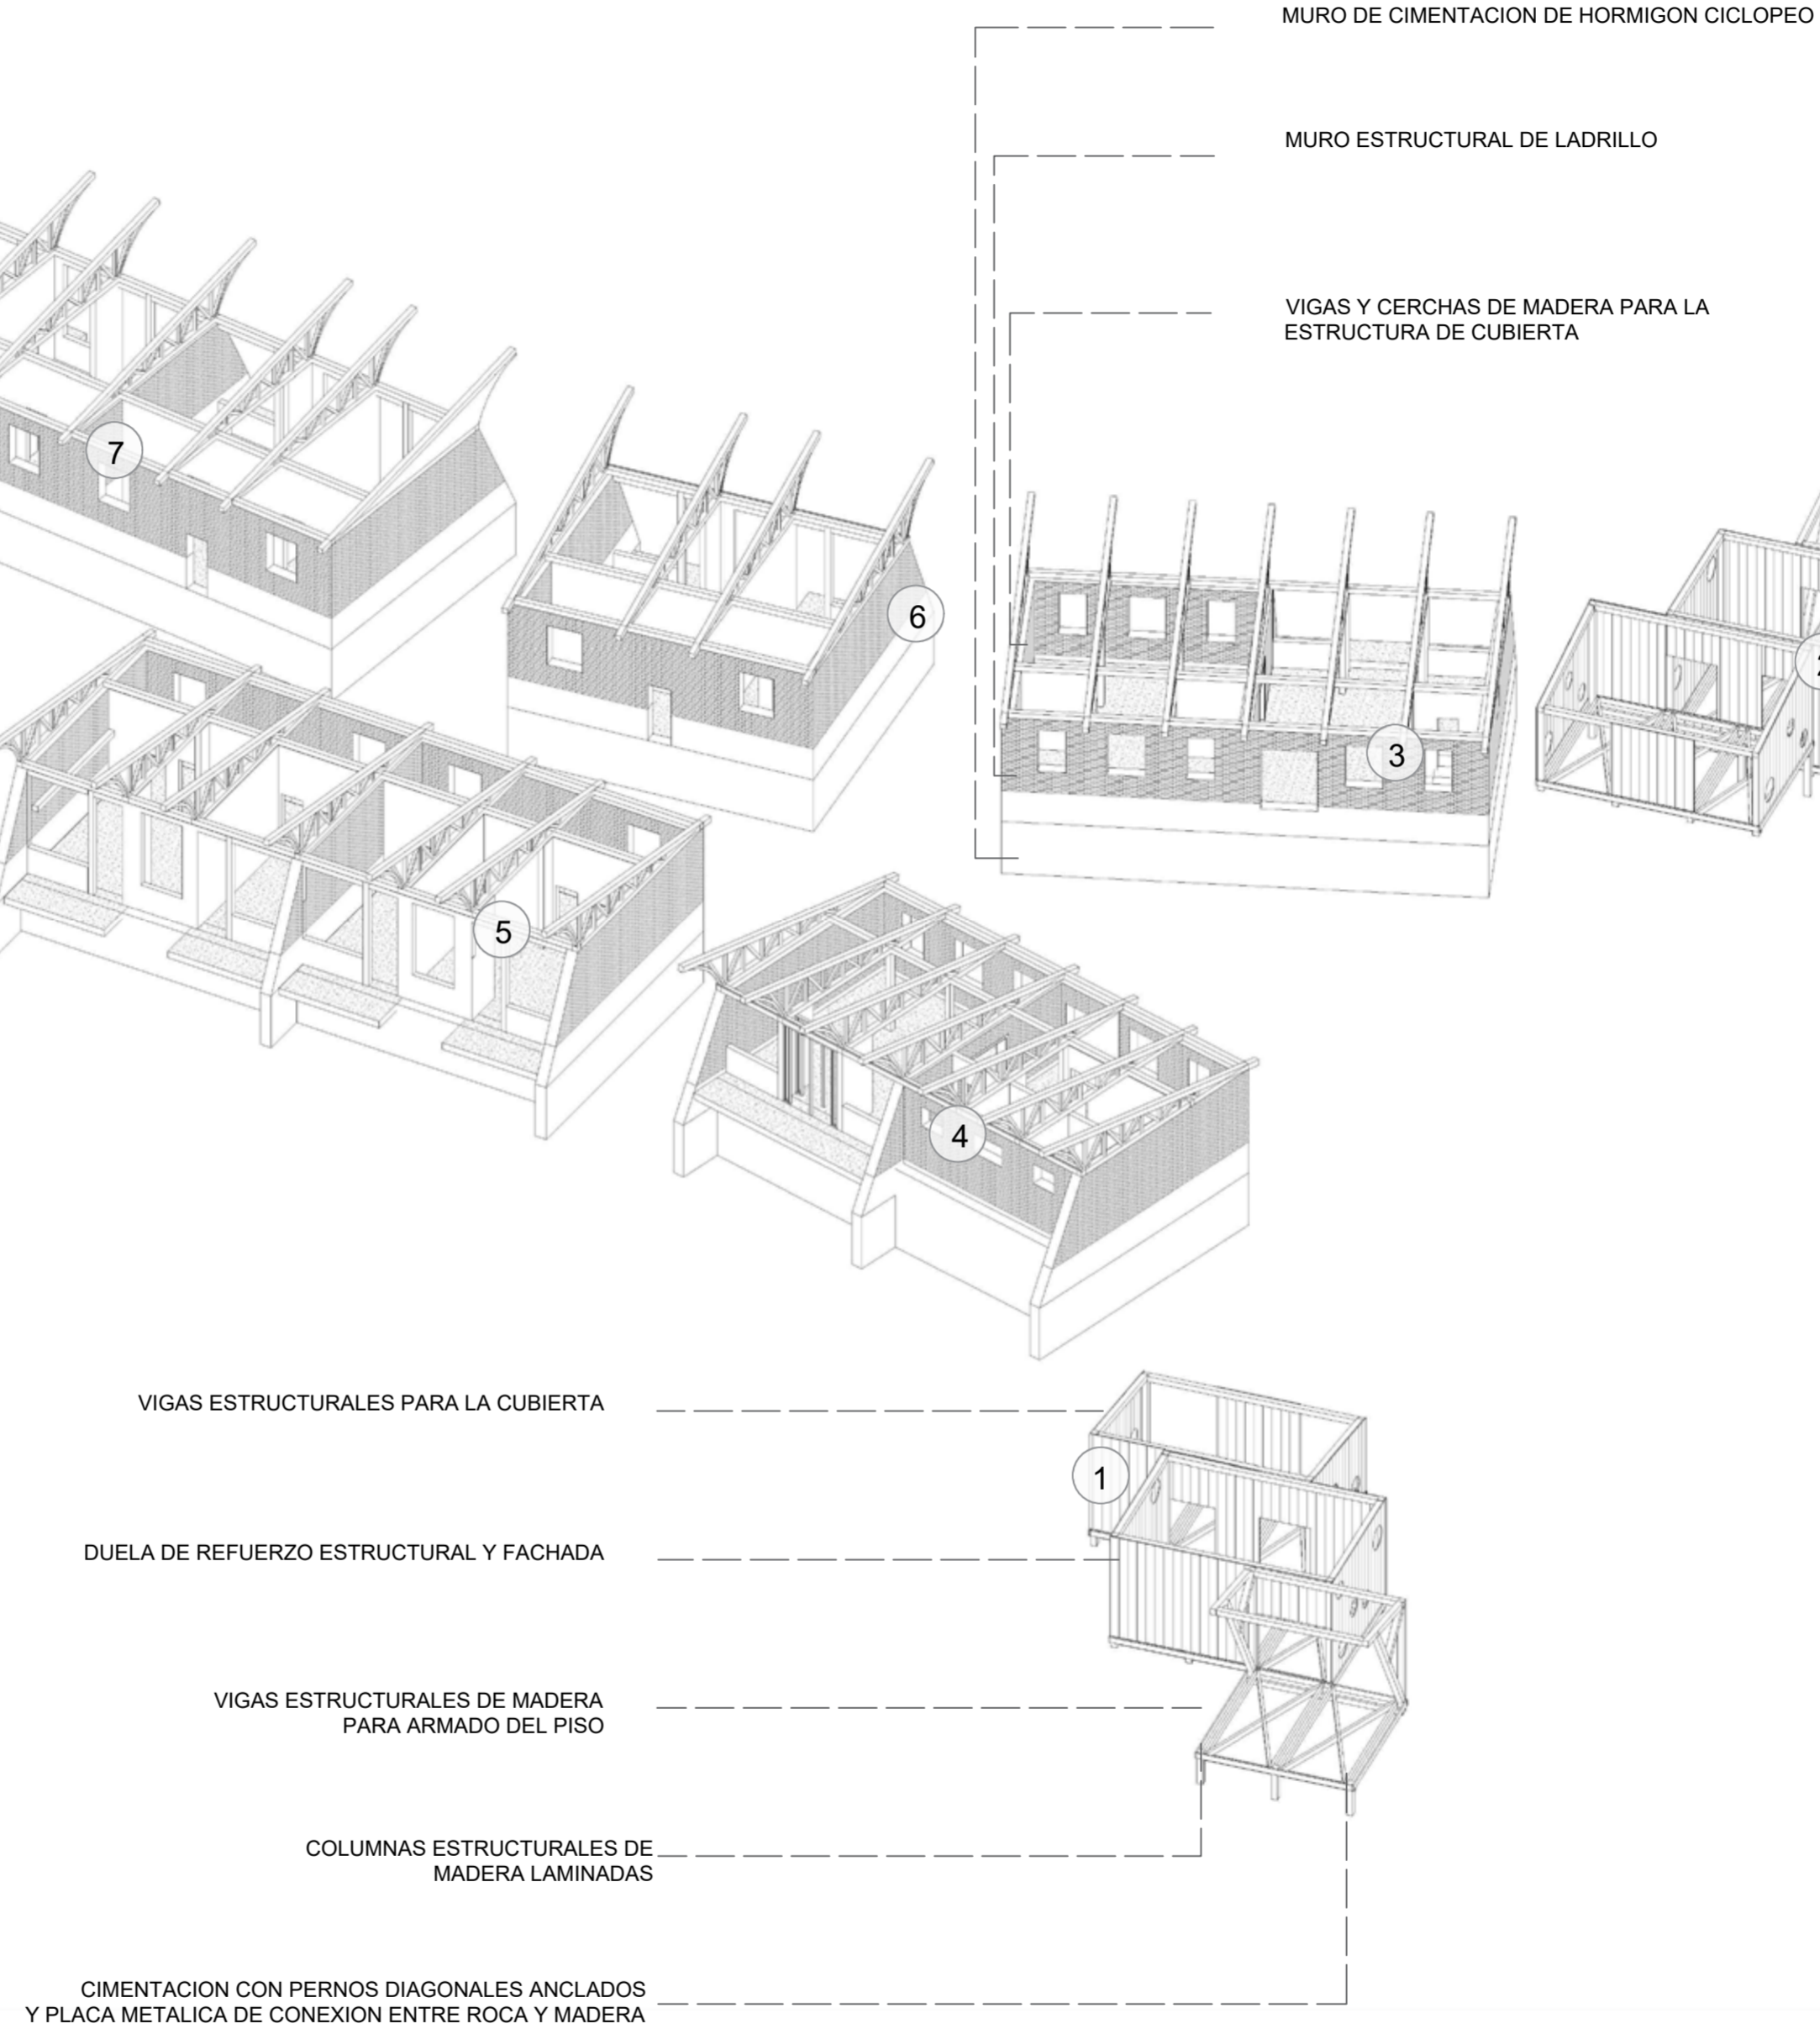 MURO DE CIMENTACION DE HORMIGON CICLOPEO
MURO ESTRUCTURAL DE LADRILLO
VIGAS Y CERCHAS DE MADERA PARA LA
ESTRUCTURA DE CUBIERTA
7
6
3
5
4
VIGAS ESTRUCTURALES PARA LA CUBIERTA
1
DUELA DE REFUERZO ESTRUCTURAL Y FACHADA
VIGAS ESTRUCTURALES DE MADERA
PARA ARMADO DEL PISO
COLUMNAS ESTRUCTURALES DE
MADERA LAMINADAS
CIMENTACION CON PERNOS DIAGONALES ANCLADOS
Y PLACA METALICA DE CONEXION ENTRE ROCA Y MADERA